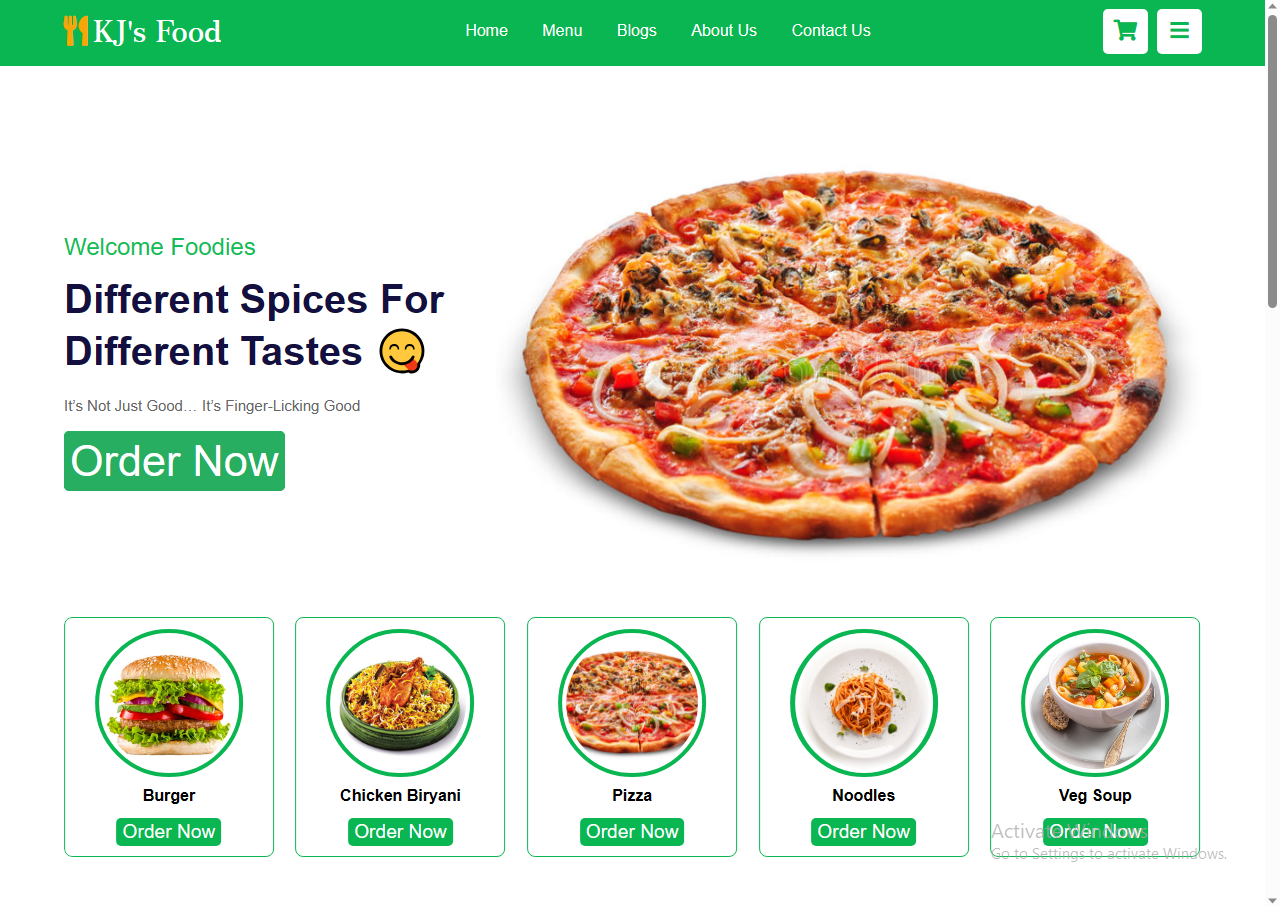 KJ's Food
Home Menu Blogs About Us Contact Us
Welcome Foodies
Different Spices For
Different Tastes 😋
It's Not Just Good… It's Finger-Licking Good
Order Now
Burger
Order Now
Chicken Biryani
Order Now
Pizza
Order Now
Noodles
Order Now
Veg Soup
Order Now
Activate Windows
Go to Settings to activate Windows.